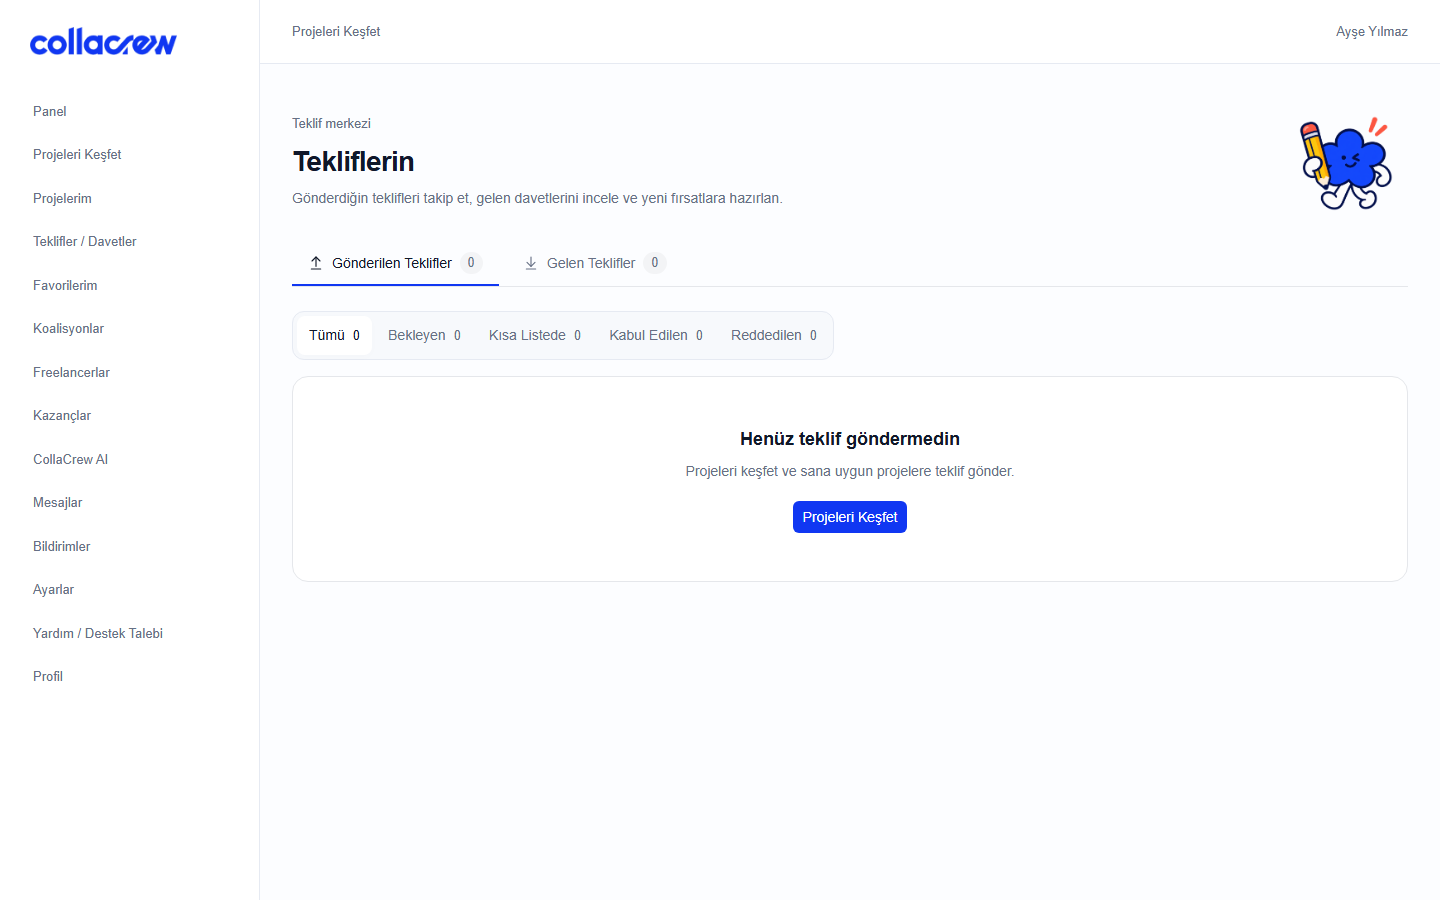 collacrew
Projeleri Keşfet
Ayşe Yılmaz
Panel
Projeleri Keşfet
Projelerim
Teklifler / Davetler
Favorilerim
Koalisyonlar
Freelancerlar
Kazançlar
CollaCrew AI
Mesajlar
Bildirimler
Ayarlar
Yardım / Destek Talebi
Profil
Teklif merkezi
Tekliflerin
Gönderdiğin teklifleri takip et, gelen davetlerini incele ve yeni fırsatlara hazırlan.
Gönderilen Teklifler 0 Gelen Teklifler 0
Tümü 0 Bekleyen 0 Kısa Listede 0 Kabul Edilen 0 Reddedilen 0
Henüz teklif göndermedin
Projeleri keşfet ve sana uygun projelere teklif gönder.
Projeleri Keşfet